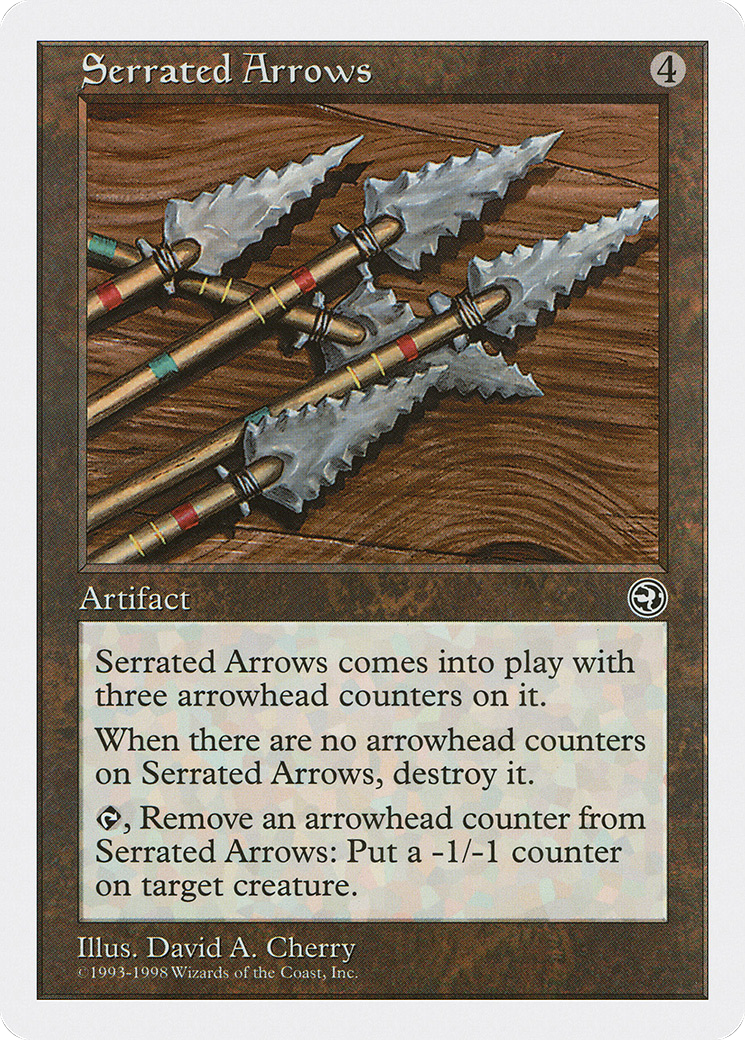 Serrated Arrows 4
Artifact
Serrated Arrows comes into play with
three arrowhead counters on it.
When there are no arrowhead counters
on Serrated Arrows, destroy it.
, Remove an arrowhead counter from
Serrated Arrows: Put a -1/-1 counter
on target creature.
Illus. David A. Cherry
©1993-1998 Wizards of the Coast, Inc.